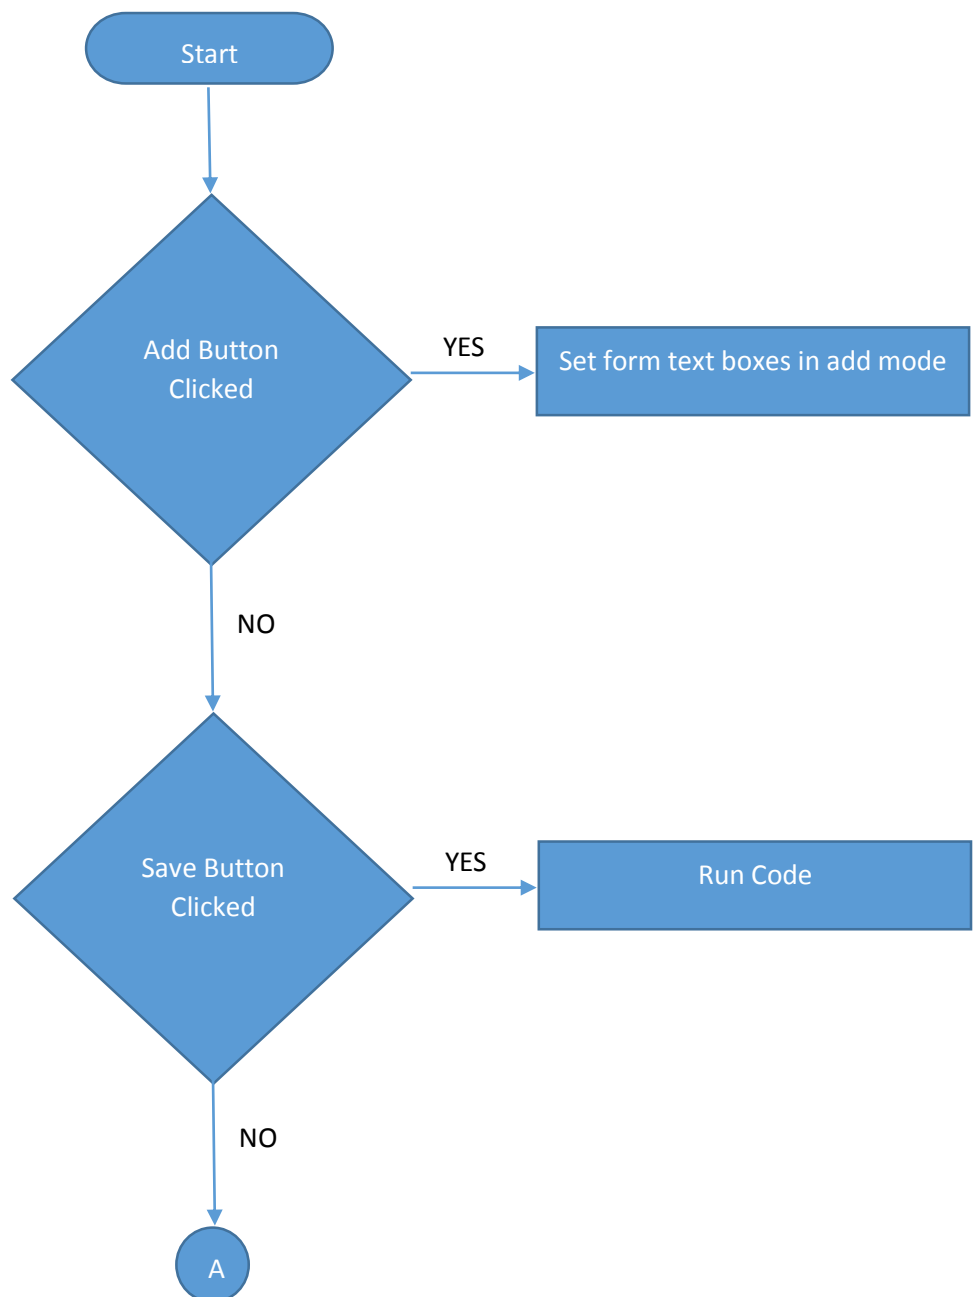 Start
Add Button
Clicked
YES
Set form text boxes in add mode
NO
Save Button
Clicked
YES
Run Code
NO
A